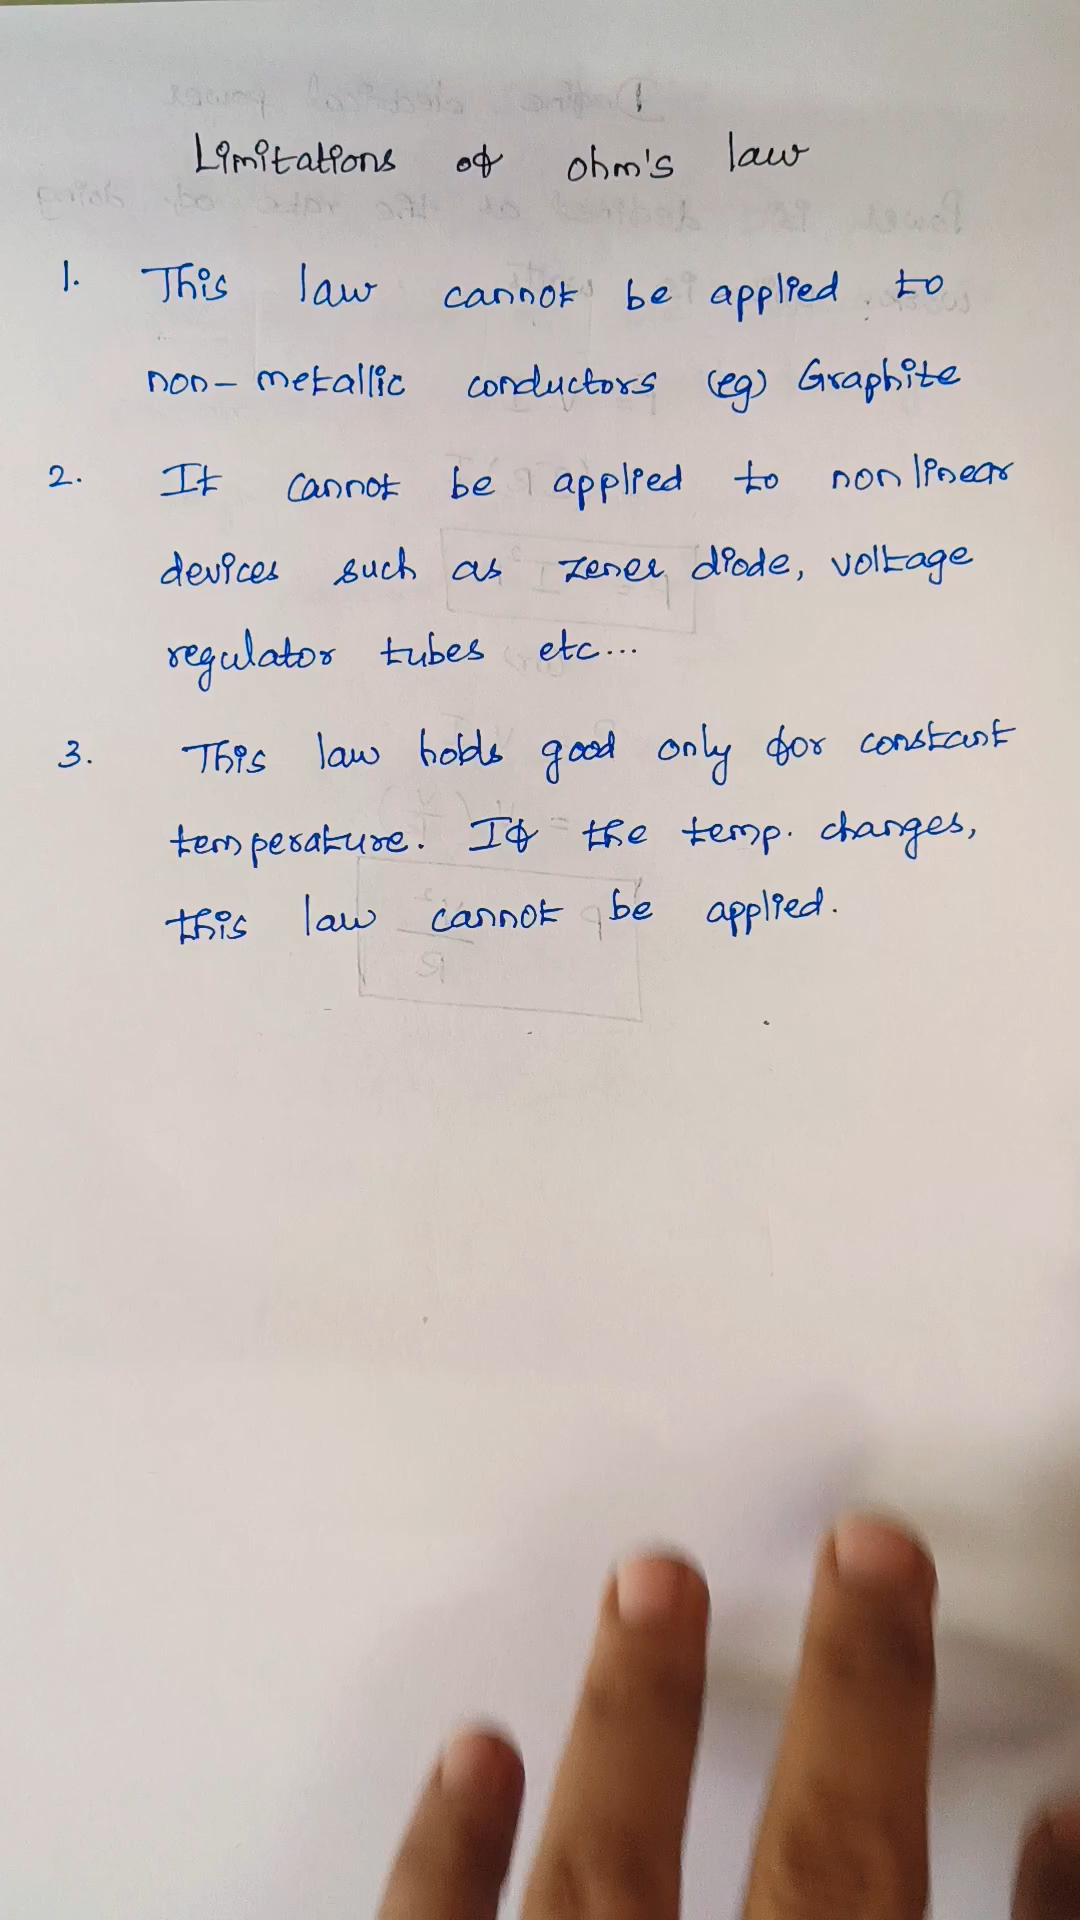 Limitations of ohm's law
1. This law cannot be applied to
non-metallic conductors (eg) Graphite
2. It cannot be applied to non linear
devices such as zener diode, voltage
regulator tubes etc...
3. This law holds good only for constant
temperature. If the temp. changes,
this law cannot be applied.